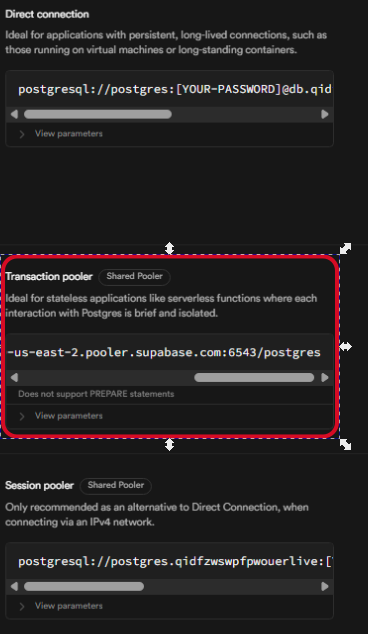 Direct connection
Ideal for applications with persistent, long-lived connections, such as
those running on virtual machines or long-standing containers.
postgresql://postgres:[YOUR-PASSWORD]@db.qid
View parameters
Transaction pooler Shared Pooler
Ideal for stateless applications like serverless functions where each
interaction with Postgres is brief and isolated.
-us-east-2.pooler.supabase.com:6543/postgres
Does not support PREPARE statements
View parameters
Session pooler Shared Pooler
Only recommended as an alternative to Direct Connection, when
connecting via an IPv4 network.
postgresql://postgres.qidfzwswpfpwouerlive:[
View parameters